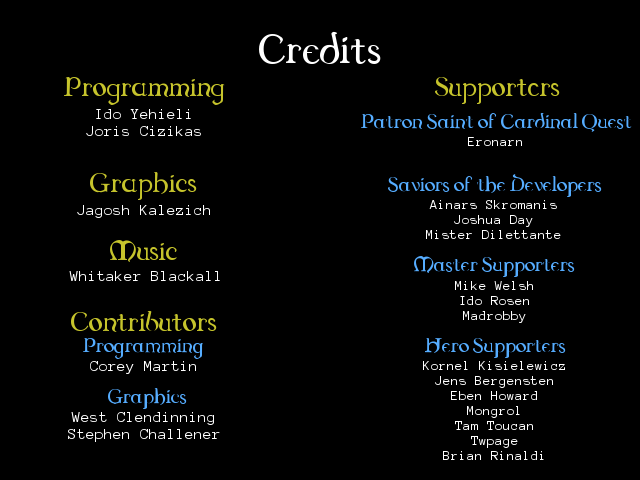 Credits
Programming
Ido Yehieli
Joris Cizikas
Graphics
Jagosh Kalezich
Music
Whitaker Blackall
Contributors
Programming
Corey Martin
Graphics
West Clendinning
Stephen Challener
Supporters
Patron Saint of Cardinal Quest
Eronarn
Saviors of the Developers
Ainars Skromanis
Joshua Day
Mister Dilettante
Master Supporters
Mike Welsh
Ido Rosen
Madrobby
Hero Supporters
Kornel Kisielewicz
Jens Bergensten
Eben Howard
Mongrol
Tam Toucan
Twpage
Brian Rinaldi